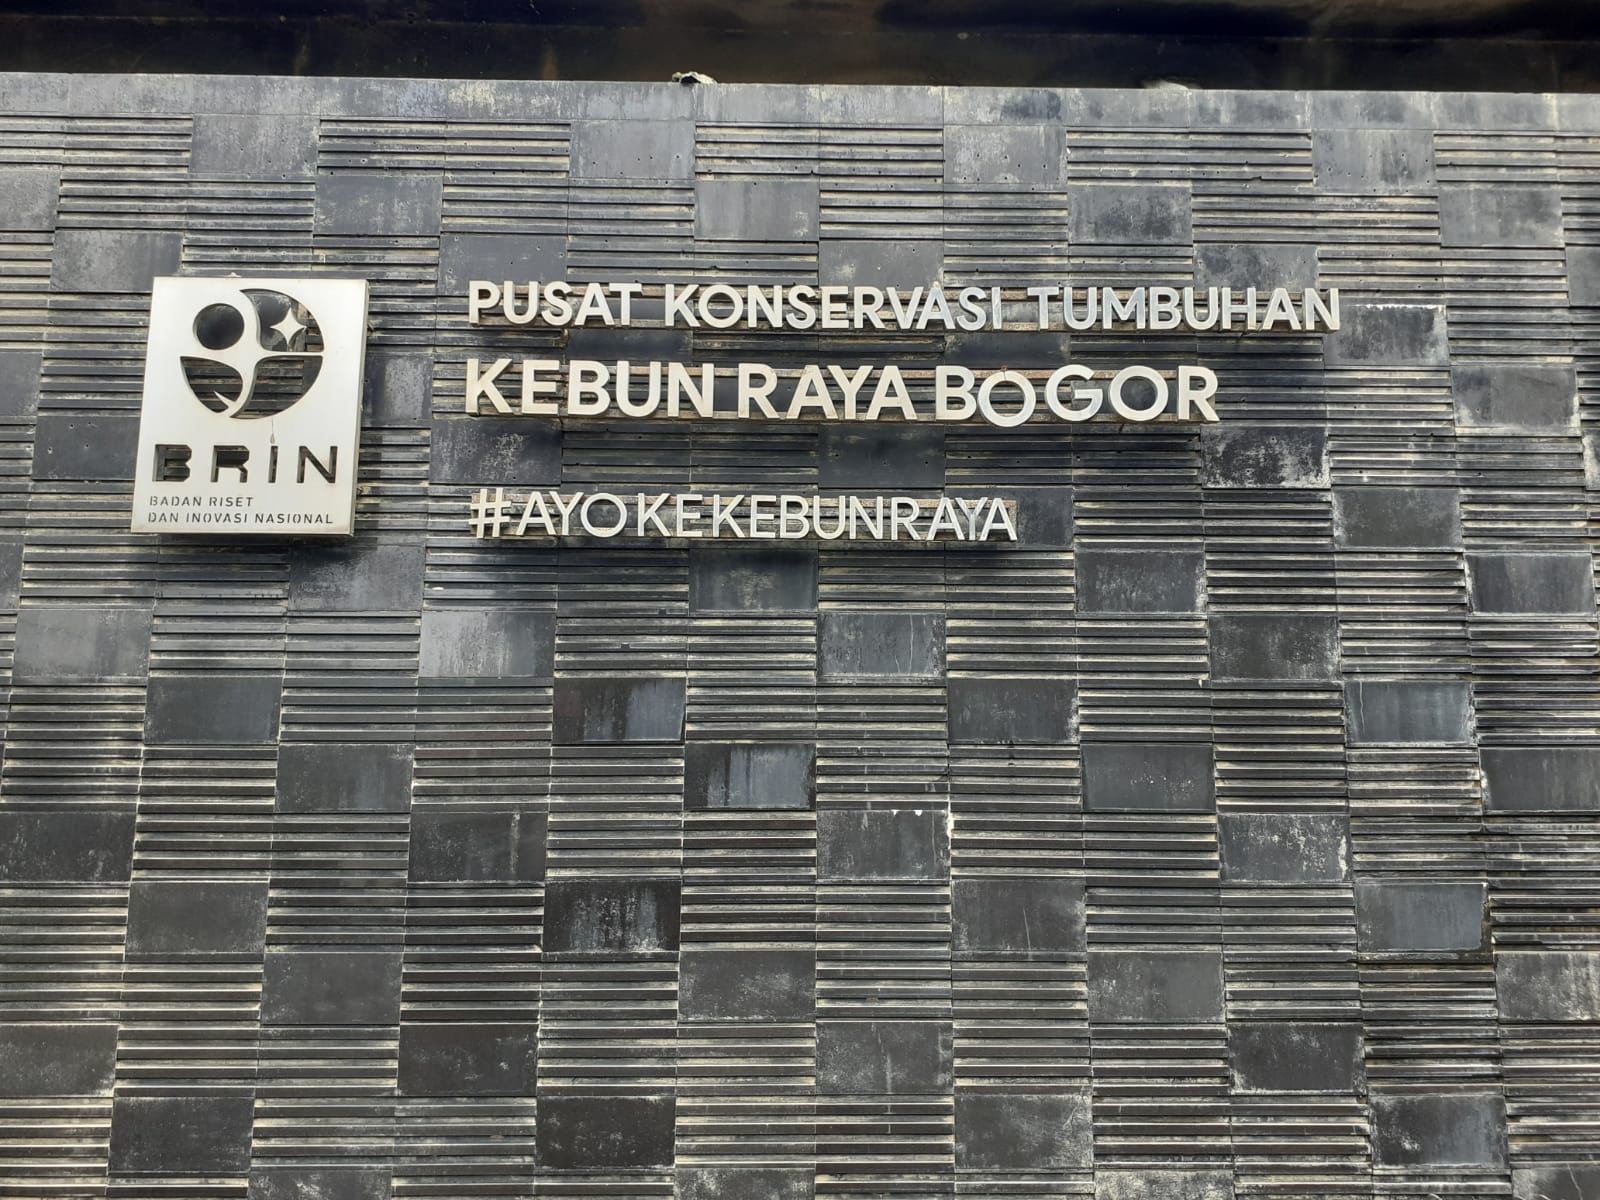 PUSAT KONSERVASI TUMBUHAN
KEBUN RAYA BOGOR
#AYOKEKEBUNRAYA
BRIN
BADAN RISET
DAN INOVASI NASIONAL